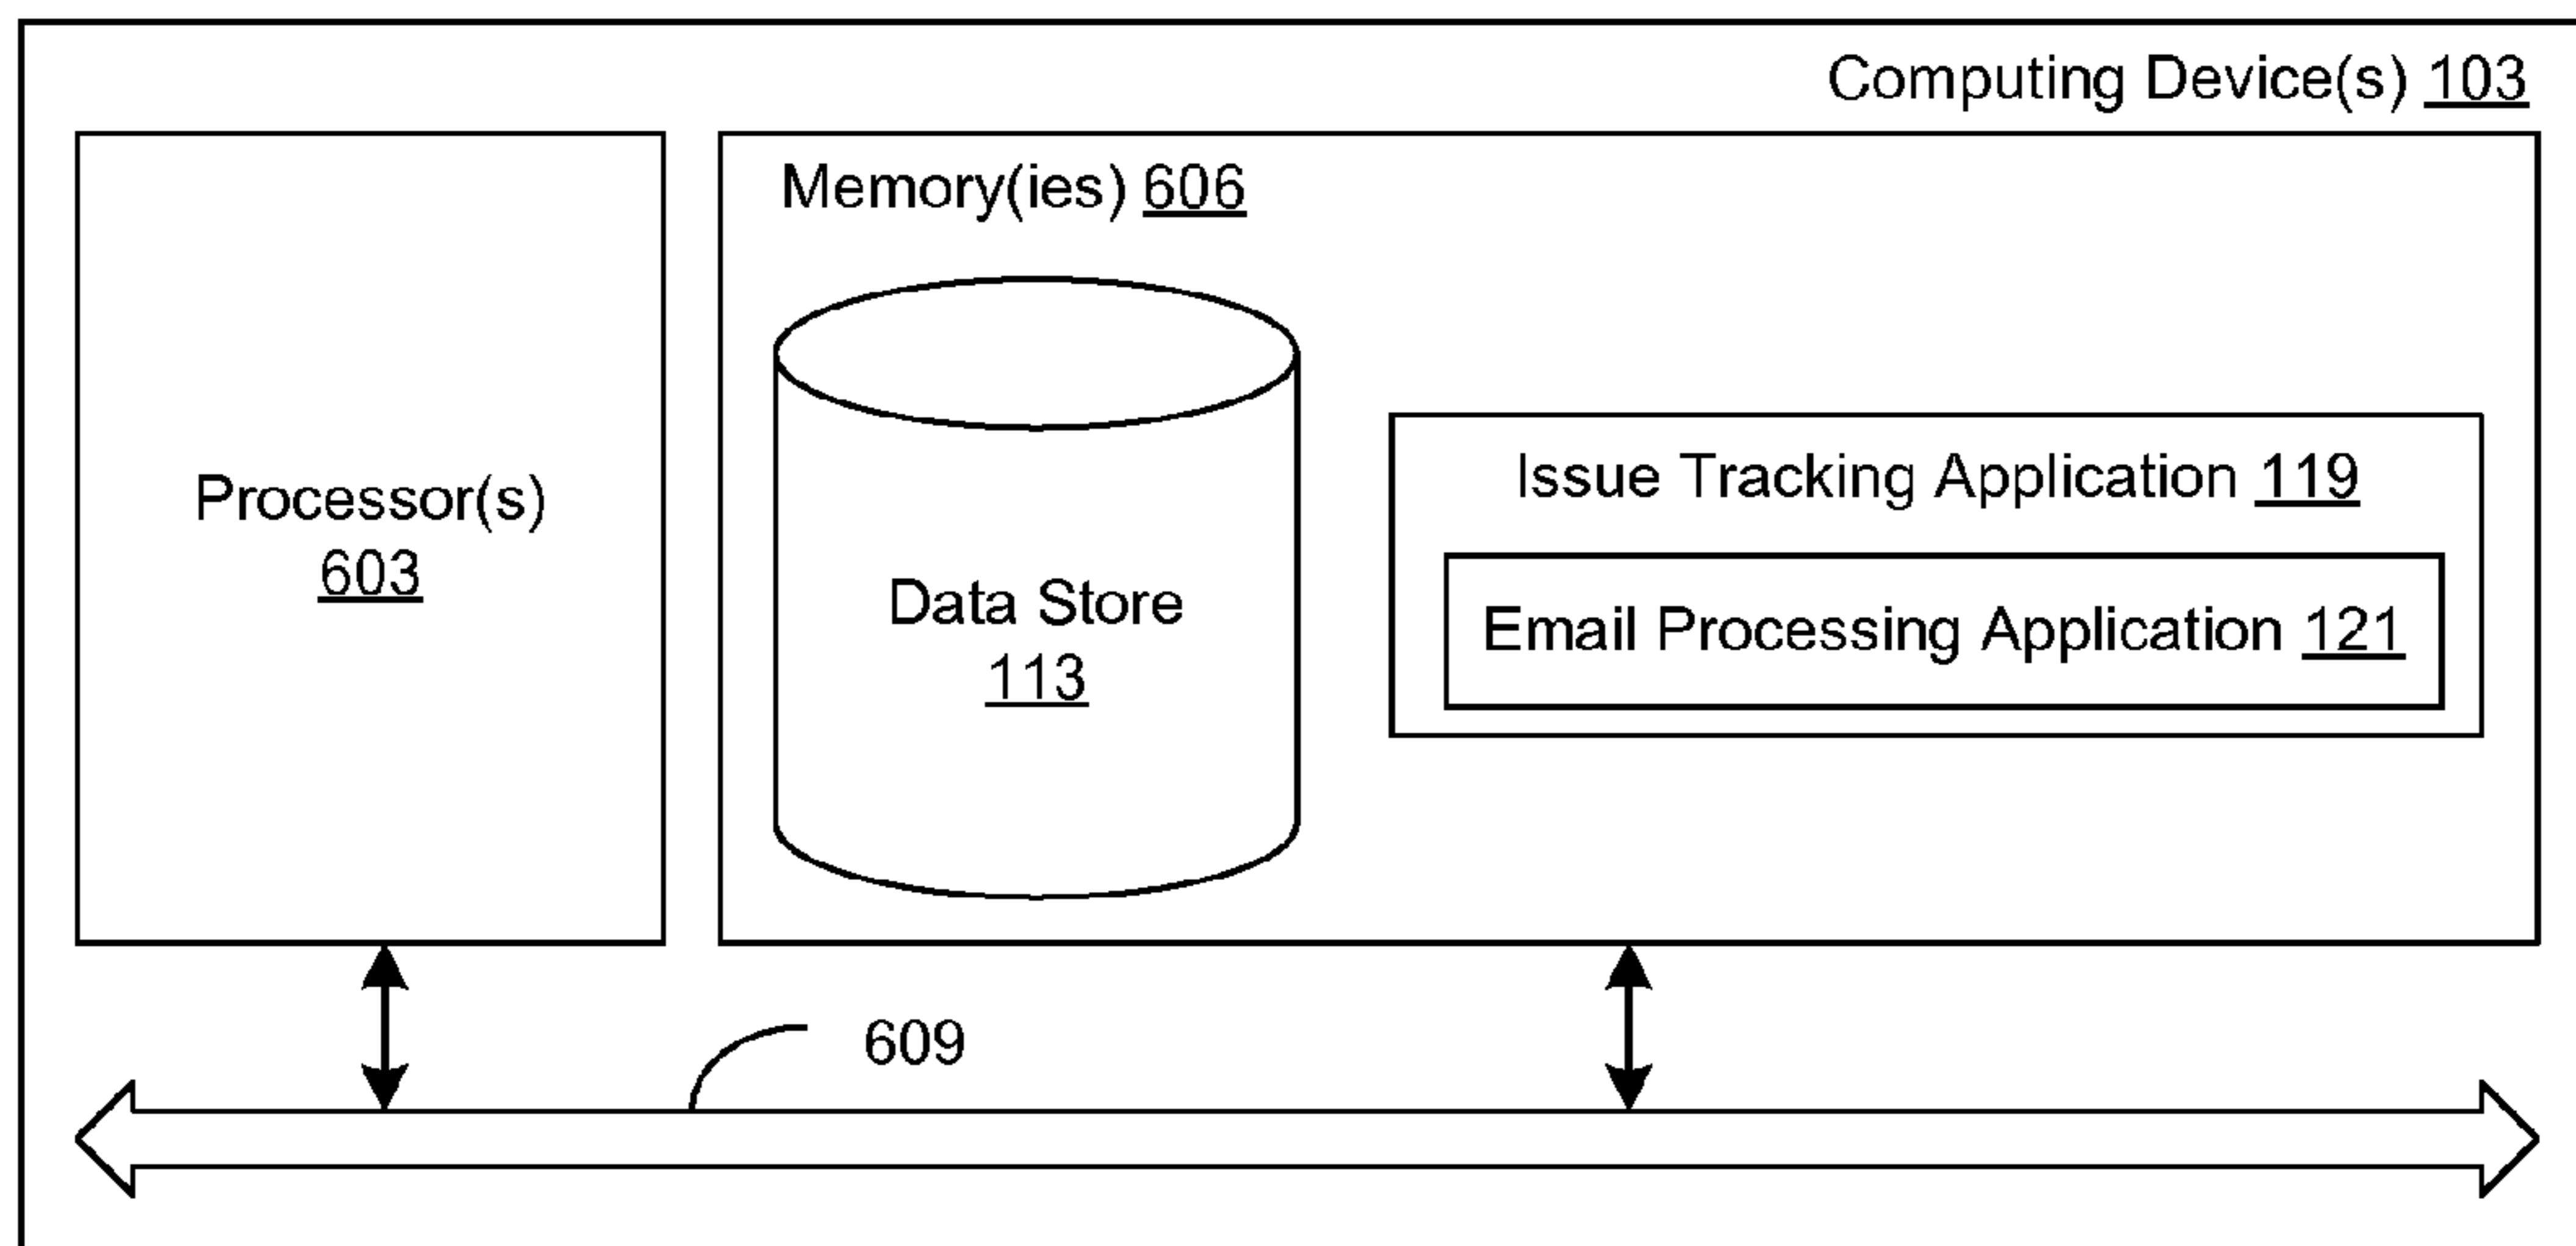 Computing Device(s) 103
Memory(ies) 606
Processor(s)
603
Data Store
113
Issue Tracking Application 119
Email Processing Application 121
609